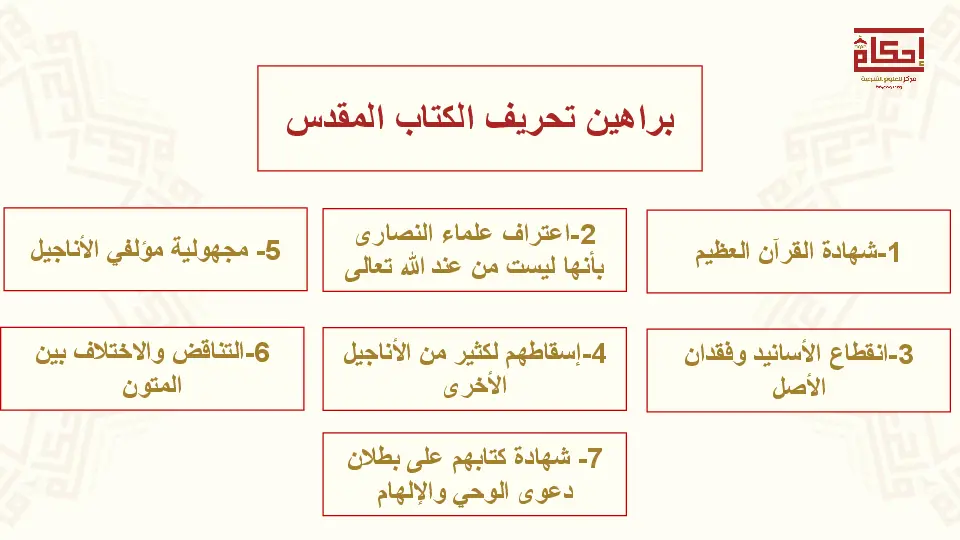 إحكام
مركز للعلوم الشرعية
براهين تحريف الكتاب المقدس
1-شهادة القرآن العظيم
2-اعتراف علماء النصارى
بأنها ليست من عند الله تعالى
5- مجهولية مؤلفي الأناجيل
3-انقطاع الأسانيد وفقدان
الأصل
4-إسقاطهم لكثير من الأناجيل
الأخرى
6-التناقض والاختلاف بين
المتون
7- شهادة كتابهم على بطلان
دعوى الوحي والإلهام